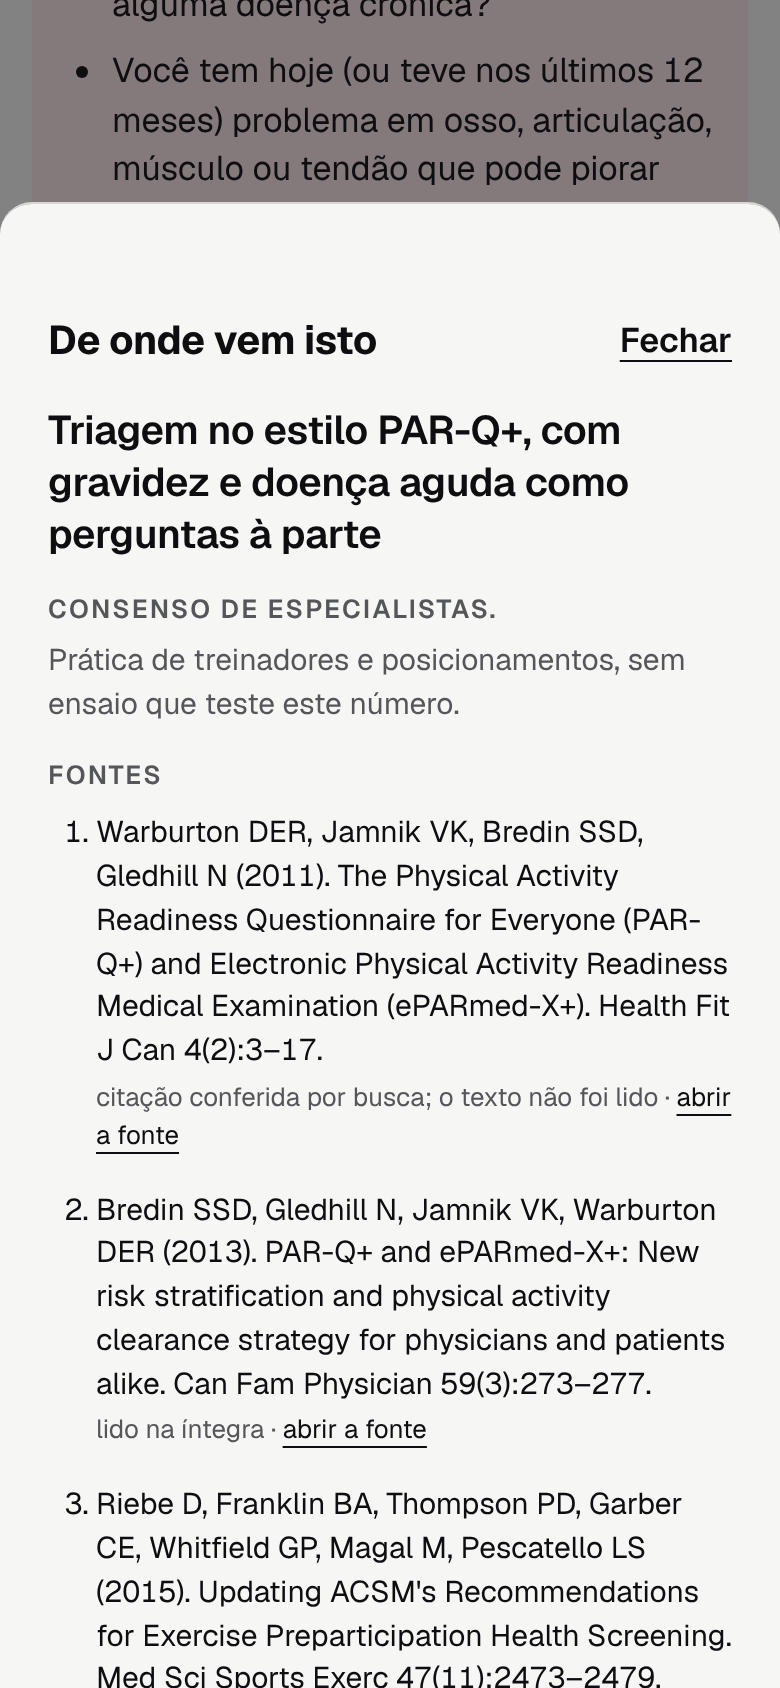 alguma doença crônica?
• Você tem hoje (ou teve nos últimos 12
meses) problema em osso, articulação,
músculo ou tendão que pode piorar
De onde vem isto
Fechar
Triagem no estilo PAR-Q+, com
gravidez e doença aguda como
perguntas à parte
CONSENSO DE ESPECIALISTAS.
Prática de treinadores e posicionamentos, sem
ensaio que teste este número.
FONTES
1. Warburton DER, Jamnik VK, Bredin SSD,
Gledhill N (2011). The Physical Activity
Readiness Questionnaire for Everyone (PAR-
Q+) and Electronic Physical Activity Readiness
Medical Examination (ePARmed-X+). Health Fit
J Can 4(2):3–17.
citação conferida por busca; o texto não foi lido · abrir
a fonte
2. Bredin SSD, Gledhill N, Jamnik VK, Warburton
DER (2013). PAR-Q+ and ePARmed-X+: New
risk stratification and physical activity
clearance strategy for physicians and patients
alike. Can Fam Physician 59(3):273–277.
lido na íntegra · abrir a fonte
3. Riebe D, Franklin BA, Thompson PD, Garber
CE, Whitfield GP, Magal M, Pescatello LS
(2015). Updating ACSM's Recommendations
for Exercise Preparticipation Health Screening.
Med Sci Sports Exerc 47(11):2473–2479.